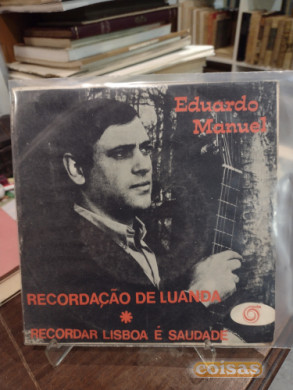 Eduardo
Manuel
RECORDAÇÃO DE LUANDA
*
RECORDAR LISBOA É SAUDADE
coisas